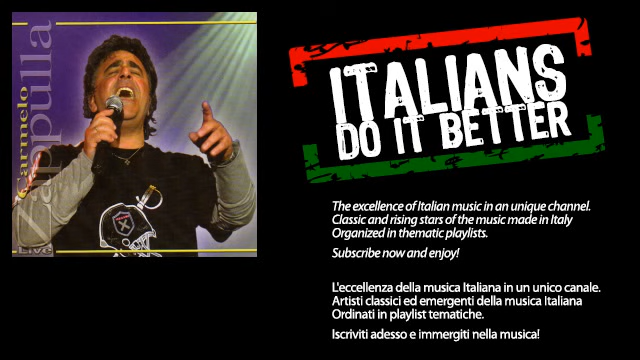 Carmelo
Zappulla
LIVE
ITALIANS
DO IT BETTER
The excellence of Italian music in an unique channel.
Classic and rising stars of the music made in Italy
Organized in thematic playlists.
Subscribe now and enjoy!
L'eccellenza della musica Italiana in un unico canale.
Artisti classici ed emergenti della musica Italiana
Ordinati in playlist tematiche.
Iscriviti adesso e immergiti nella musica!